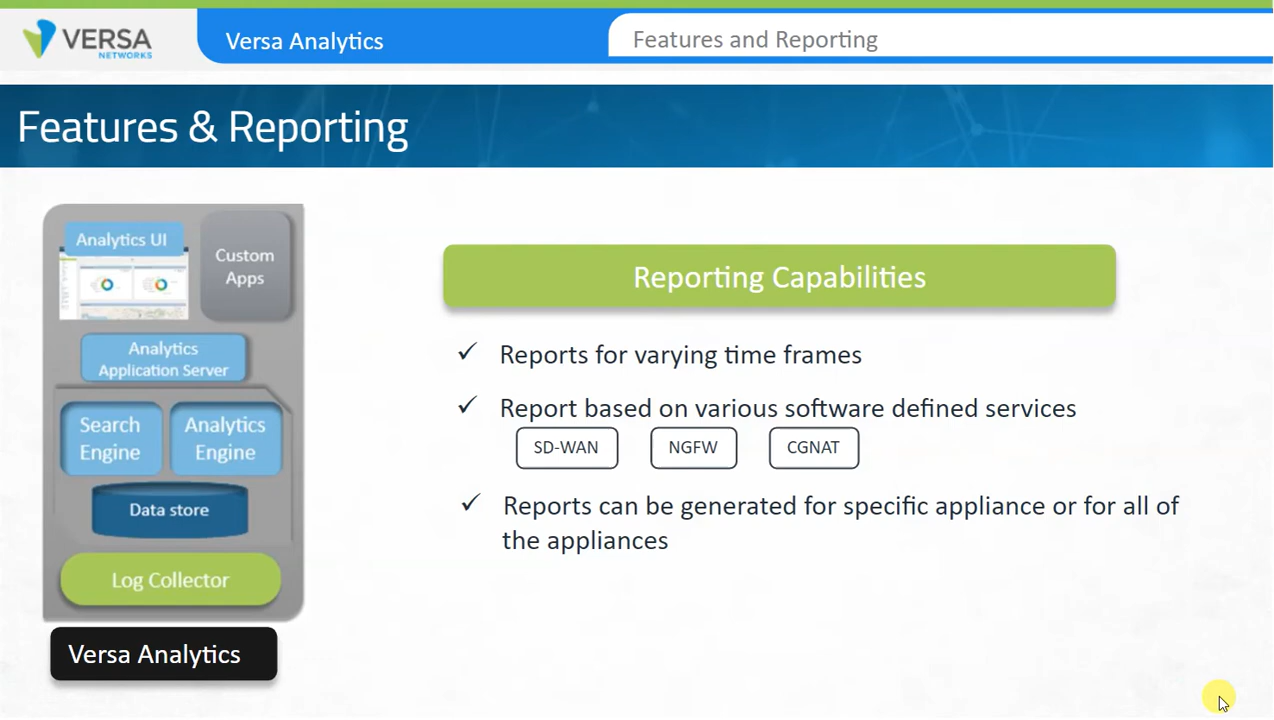 VERSA
NETWORKS
Versa Analytics
Features and Reporting
Features & Reporting
Analytics UI
Custom
Apps
Analytics
Application Server
Search
Engine
Analytics
Engine
Data store
Log Collector
Versa Analytics
Reporting Capabilities
✓ Reports for varying time frames
✓ Report based on various software defined services
SD-WAN NGFW CGNAT
✓ Reports can be generated for specific appliance or for all of
the appliances